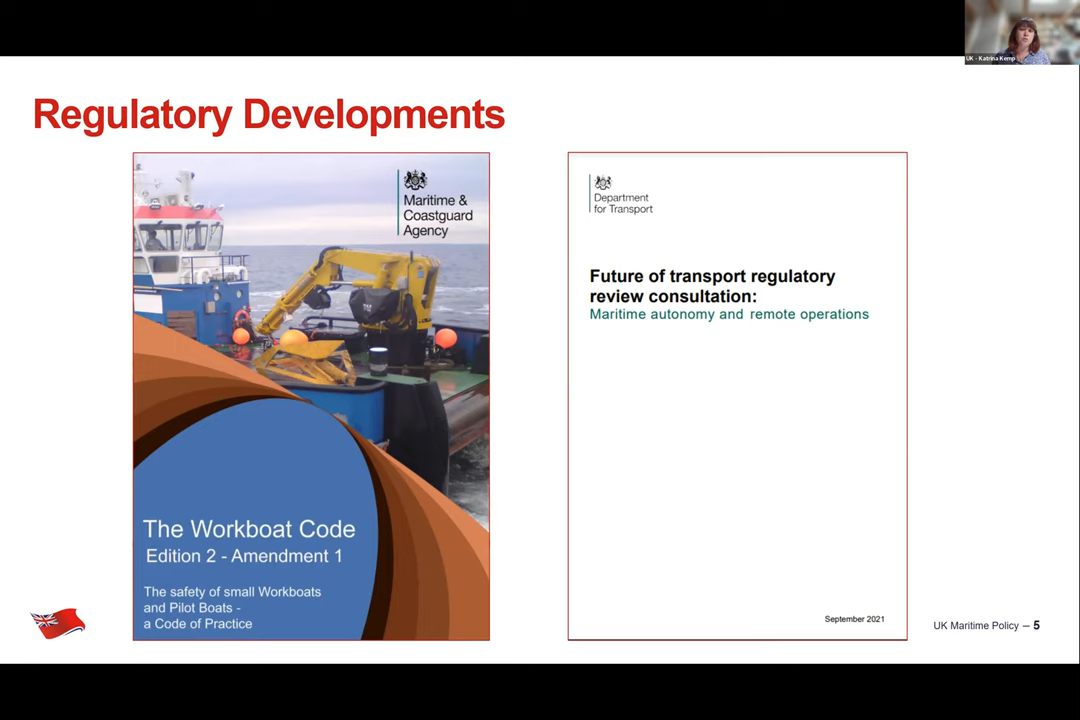 UK - Katrina Kemp
Regulatory Developments
Maritime &
Coastguard
Agency
The Workboat Code
Edition 2 - Amendment 1
The safety of small Workboats
and Pilot Boats -
a Code of Practice
Department
for Transport
Future of transport regulatory
review consultation:
Maritime autonomy and remote operations
September 2021
UK Maritime Policy – 5